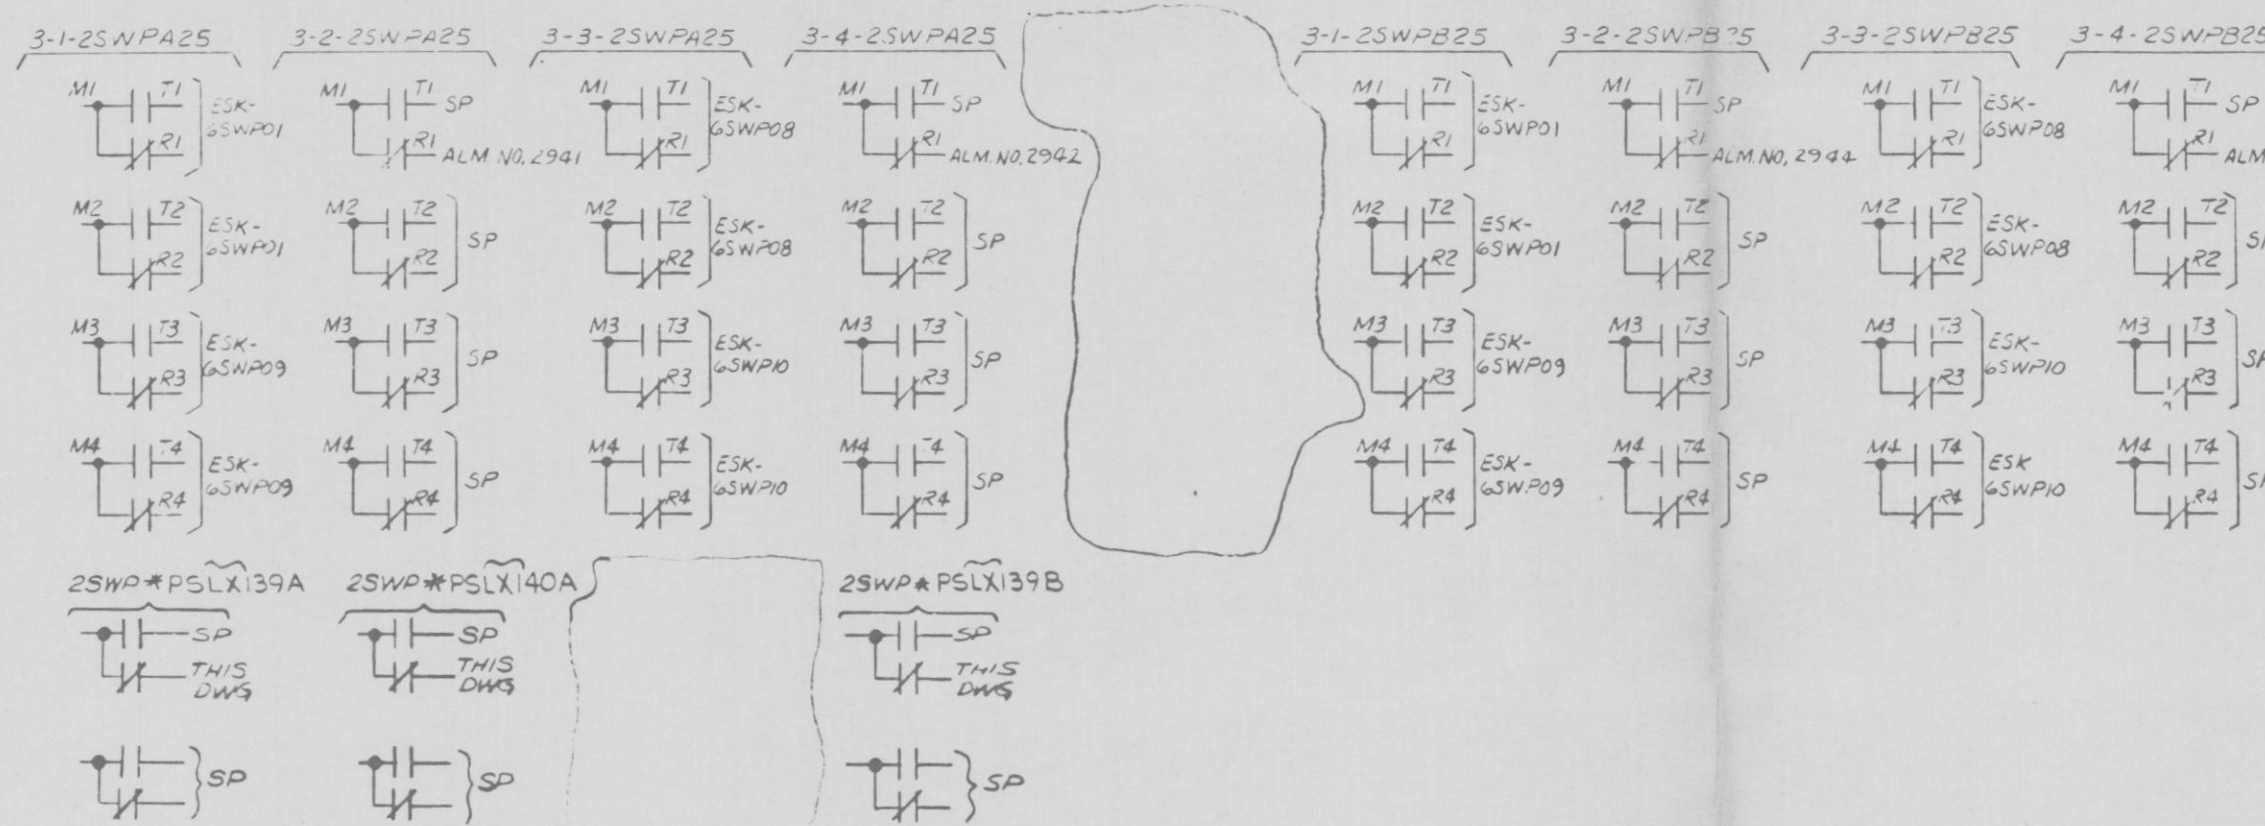 3-1-2SWPA25 3-2-2SWPA25 3-3-2SWPA25 3-4-2SWPA25 3-1-2SWPB25 3-2-2SWPB25 3-3-2SWPB25 3-4-2SWPB25
M1 T1 M1 T1 SP M1 T1 M1 T1 SP M1 T1 M1 T1 SP M1 T1 M1 T1 SP
ESK- ESK- ESK- ESK-
6SWP01 6SWP08 6SWP01 6SWP08
R1 R1 ALM. NO. 2941 R1 R1 ALM. NO. 2942 R1 R1 ALM. NO. 2944 R1 R1 ALM
M2 T2 M2 T2 M2 T2 M2 T2 M2 T2 M2 T2 M2 T2 M2 T2
ESK- SP ESK- SP ESK- SP ESK-
6SWP01 6SWP08 6SWP01 6SWP08
R2 R2 R2 R2 R2 R2 R2 R2
M3 T3 M3 T3 M3 T3 M3 T3 M3 T3 M3 T3 M3 T3 M3 T3
ESK- SP ESK- SP ESK- SP ESK-
6SWP09 6SWP10 6SWP09 6SWP10
R3 R3 R3 R3 R3 R3 R3 R3
M4 T4 M4 T4 M4 T4 M4 T4 M4 T4 M4 T4 M4 T4 M4 T4
ESK- SP ESK- SP ESK- SP ESK
6SWP09 6SWP10 6SWP09 6SWP10
R4 R4 R4 R4 R4 R4 R4 R4
2SWP*PSLX139A 2SWP*PSLX140A 2SWP*PSLX139B
SP SP SP
THIS THIS THIS
DWG DWG DWG
SP SP SP